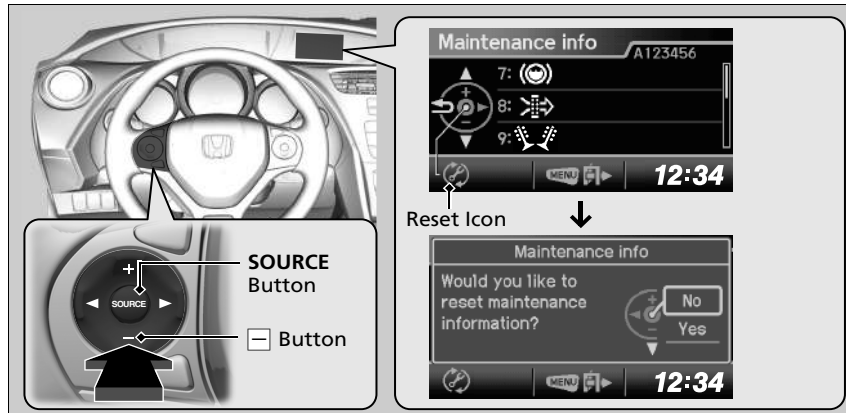 Maintenance info
A123456
7:
8:
9:
MENU
12:34
Reset Icon
Maintenance info
Would you like to
reset maintenance
information?
No
Yes
MENU
12:34
+
SOURCE
−
SOURCE
Button
− Button